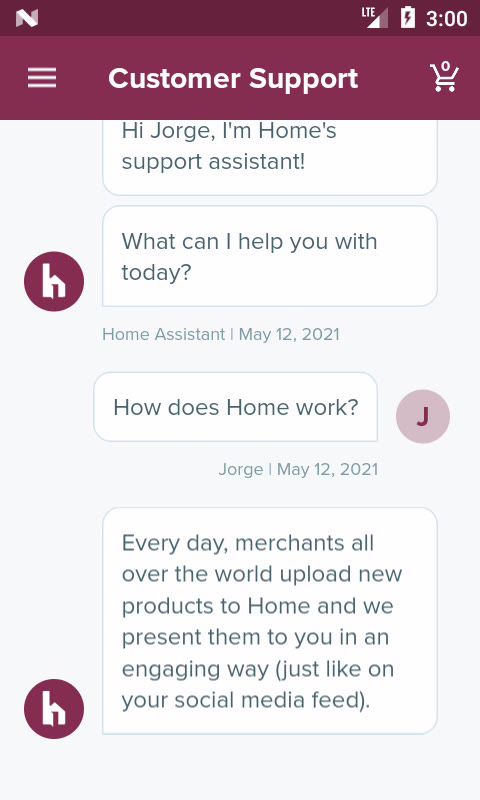 LTE 3:00
Customer Support
0
Hi Jorge, I'm Home's
support assistant!
What can I help you with
today?
h
Home Assistant | May 12, 2021
How does Home work?
J
Jorge | May 12, 2021
Every day, merchants all
over the world upload new
products to Home and we
present them to you in an
engaging way (just like on
your social media feed).
h